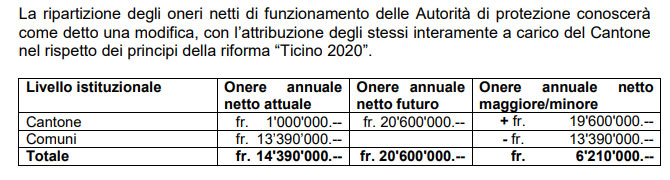 La ripartizione degli oneri netti di funzionamento delle Autorità di protezione conoscerà
come detto una modifica, con l'attribuzione degli stessi interamente a carico del Cantone
nel rispetto dei principi della riforma “Ticino 2020”.
Livello istituzionale Onere annuale netto attuale Onere annuale netto futuro Onere annuale netto maggiore/minore
Cantone fr. 1'000'000.-- fr. 20'600'000.-- + fr. 19'600'000.--
Comuni fr. 13'390'000.-- - fr. 13'390'000.--
Totale fr. 14'390'000.-- fr. 20'600'000.-- fr. 6'210'000.--